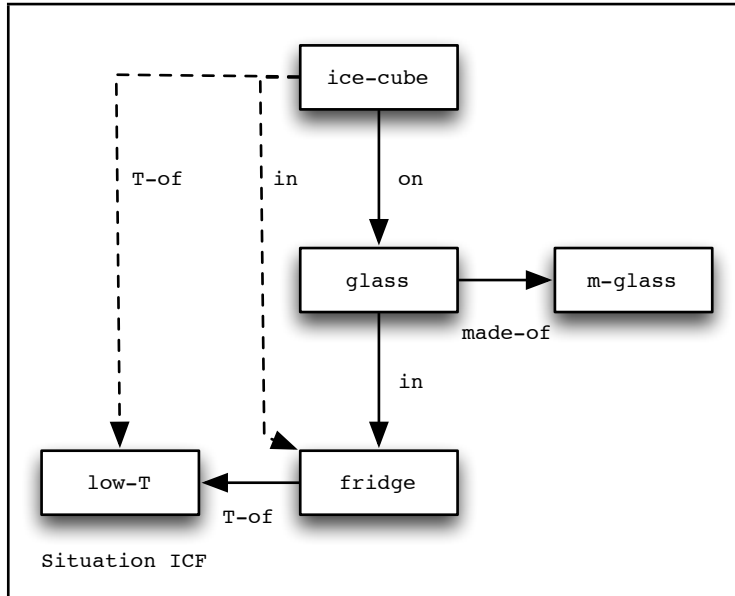 ice-cube
T-of
in
on
glass
m-glass
made-of
in
low-T
fridge
T-of
Situation ICF